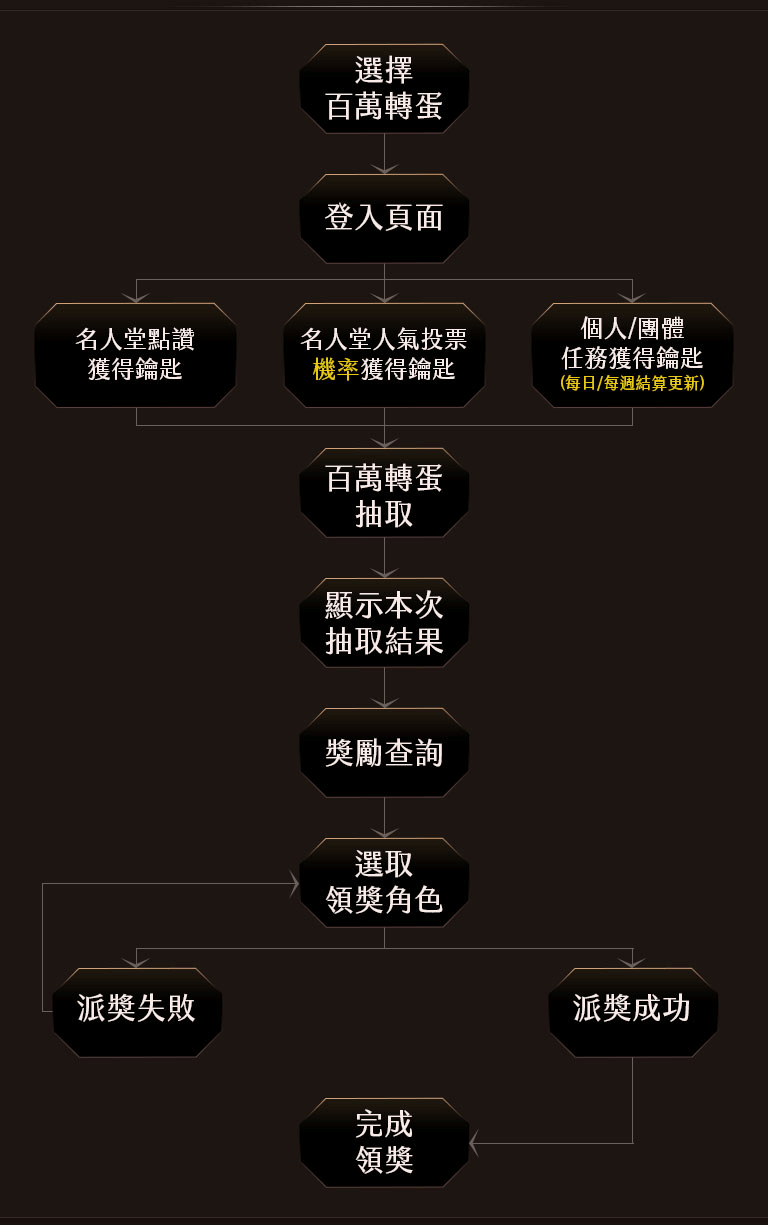 選擇
百萬轉蛋
登入頁面
名人堂點讚
獲得鑰匙
名人堂人氣投票
機率獲得鑰匙
個人/團體
任務獲得鑰匙
(每日/每週結算更新)
百萬轉蛋
抽取
顯示本次
抽取結果
獎勵查詢
選取
領獎角色
派獎失敗
派獎成功
完成
領獎